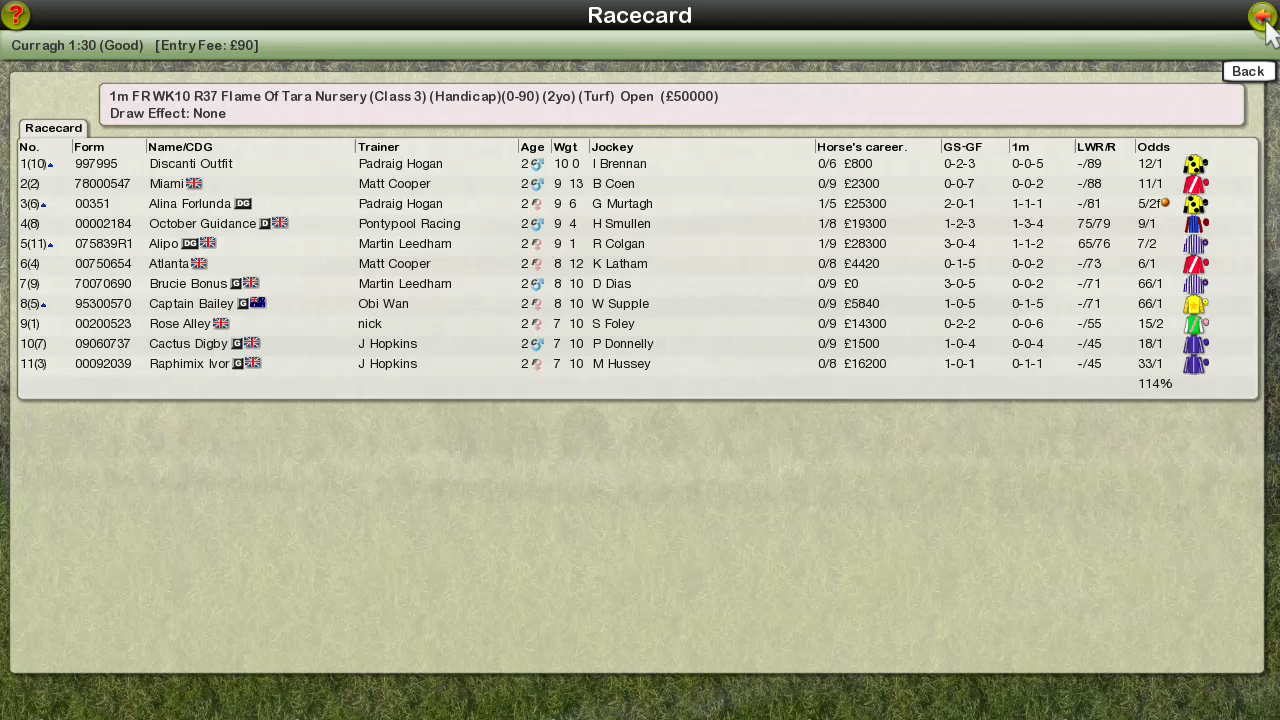 ?
Racecard
Curragh 1:30 (Good) [Entry Fee: £90]
Back
1m FR WK10 R37 Flame Of Tara Nursery (Class 3) (Handicap)(0-90) (2yo) (Turf) Open (£50000)
Draw Effect: None
Racecard
No. Form Name/CDG Trainer Age Wgt Jockey Horse's career. GS-GF 1m LWR/R Odds
1(10) 997995 Discanti Outfit Padraig Hogan 2 10 0 I Brennan 0/6 £800 0-2-3 0-0-5 -/89 12/1
2(2) 78000547 Miami Matt Cooper 2 9 13 B Coen 0/9 £2300 0-0-7 0-0-2 -/88 11/1
3(6) 00351 Alina Forlunda DG Padraig Hogan 2 9 6 G Murtagh 1/5 £25300 2-0-1 1-1-1 -/81 5/2f
4(8) 00002184 October Guidance D Pontypool Racing 2 9 4 H Smullen 1/8 £19300 1-2-3 1-3-4 75/79 9/1
5(11) 075839R1 Alipo DG Martin Leedham 2 9 1 R Colgan 1/9 £28300 3-0-4 1-1-2 65/76 7/2
6(4) 00750654 Atlanta Matt Cooper 2 8 12 K Latham 0/8 £4420 0-1-5 0-0-2 -/73 6/1
7(9) 70070690 Brucie Bonus G Martin Leedham 2 8 10 D Dias 0/9 £0 3-0-5 0-0-2 -/71 66/1
8(5) 95300570 Captain Bailey G Obi Wan 2 8 10 W Supple 0/9 £5840 1-0-5 0-1-5 -/71 66/1
9(1) 00200523 Rose Alley nick 2 7 10 S Foley 0/9 £14300 0-2-2 0-0-6 -/55 15/2
10(7) 09060737 Cactus Digby G J Hopkins 2 7 10 P Donnelly 0/9 £1500 1-0-4 0-0-4 -/45 18/1
11(3) 00092039 Raphimix Ivor G J Hopkins 2 7 10 M Hussey 0/8 £16200 1-0-1 0-1-1 -/45 33/1
114%